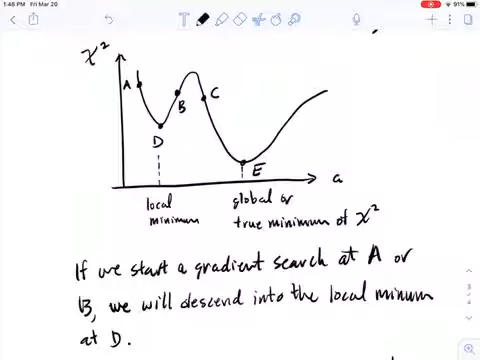 1:48 PM Fri Mar 20
91%
χ²
A
B
C
D
E
a
local
minimum
global or
true minimum of χ²
If we start a gradient search at A or
B, we will descend into the local minum
at D.